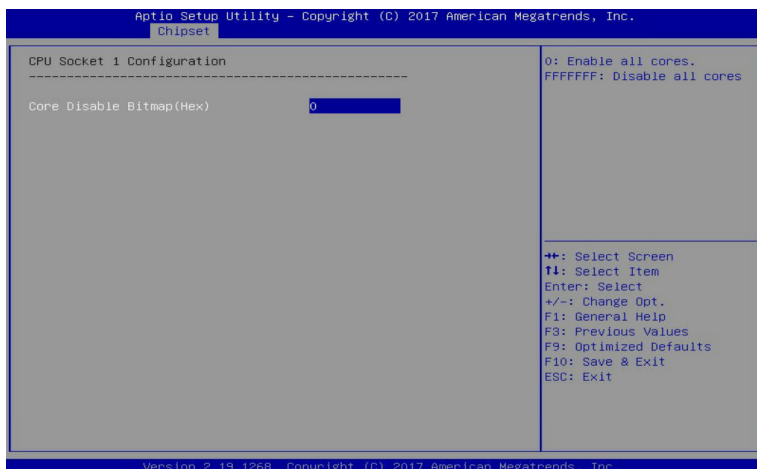 Aptio Setup Utility – Copyright (C) 2017 American Megatrends, Inc.
Chipset
CPU Socket 1 Configuration
--------------------------------------------------
Core Disable Bitmap(Hex) 0
0: Enable all cores.
FFFFFFF: Disable all cores
→←: Select Screen
↑↓: Select Item
Enter: Select
+/-: Change Opt.
F1: General Help
F3: Previous Values
F9: Optimized Defaults
F10: Save & Exit
ESC: Exit
Version 2.19.1268. Copyright (C) 2017 American Megatrends, Inc.